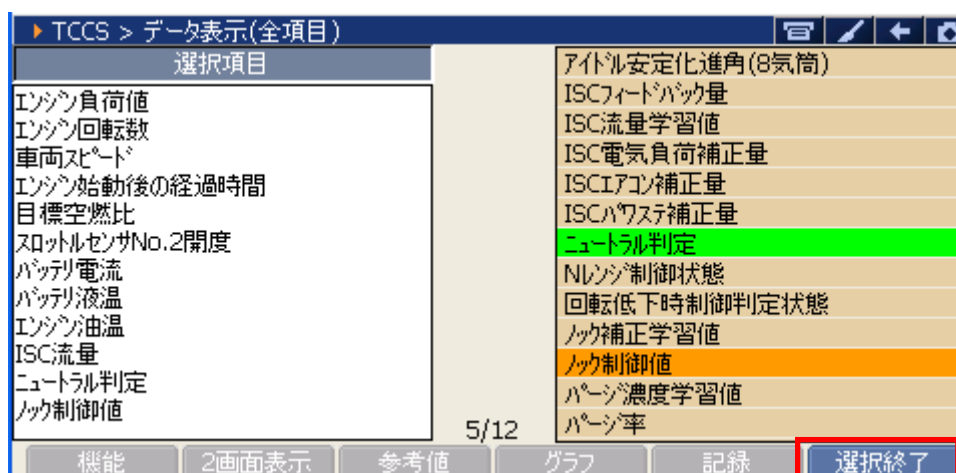 TCCS > データ表示(全項目)
選択項目
エンジン負荷値
エンジン回転数
車両スピード
エンジン始動後の経過時間
目標空燃比
スロットルセンサNo.2開度
バッテリ電流
バッテリ液温
エンジン油温
ISC流量
ニュートラル判定
ノック制御値
5/12
アイドル安定化進角(8気筒)
ISCフィードバック量
ISC流量学習値
ISC電気負荷補正量
ISCエアコン補正量
ISCパワステ補正量
ニュートラル判定
Nレンジ制御状態
回転低下時制御判定状態
ノック補正学習値
ノック制御値
パージ濃度学習値
パージ率
機能
2画面表示
参考値
グラフ
記録
選択終了